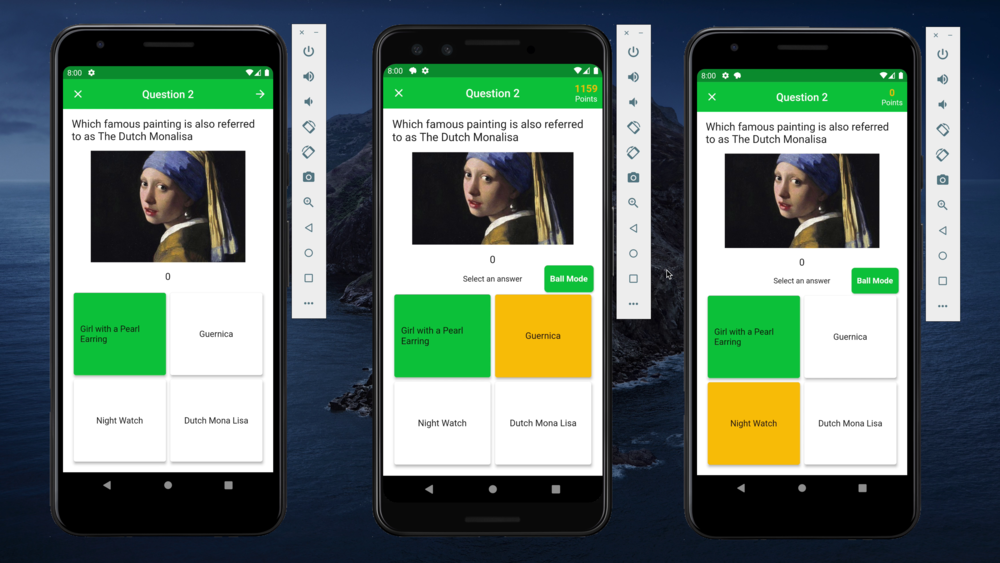 8:00
Question 2
Which famous painting is also referred
to as The Dutch Monalisa
0
Girl with a Pearl
Earring
Guernica
Night Watch
Dutch Mona Lisa
8:00
Question 2
1159
Points
Which famous painting is also referred
to as The Dutch Monalisa
0
Select an answer
Ball Mode
Girl with a Pearl
Earring
Guernica
Night Watch
Dutch Mona Lisa
8:00
Question 2
0
Points
Which famous painting is also referred
to as The Dutch Monalisa
0
Select an answer
Ball Mode
Girl with a Pearl
Earring
Guernica
Night Watch
Dutch Mona Lisa